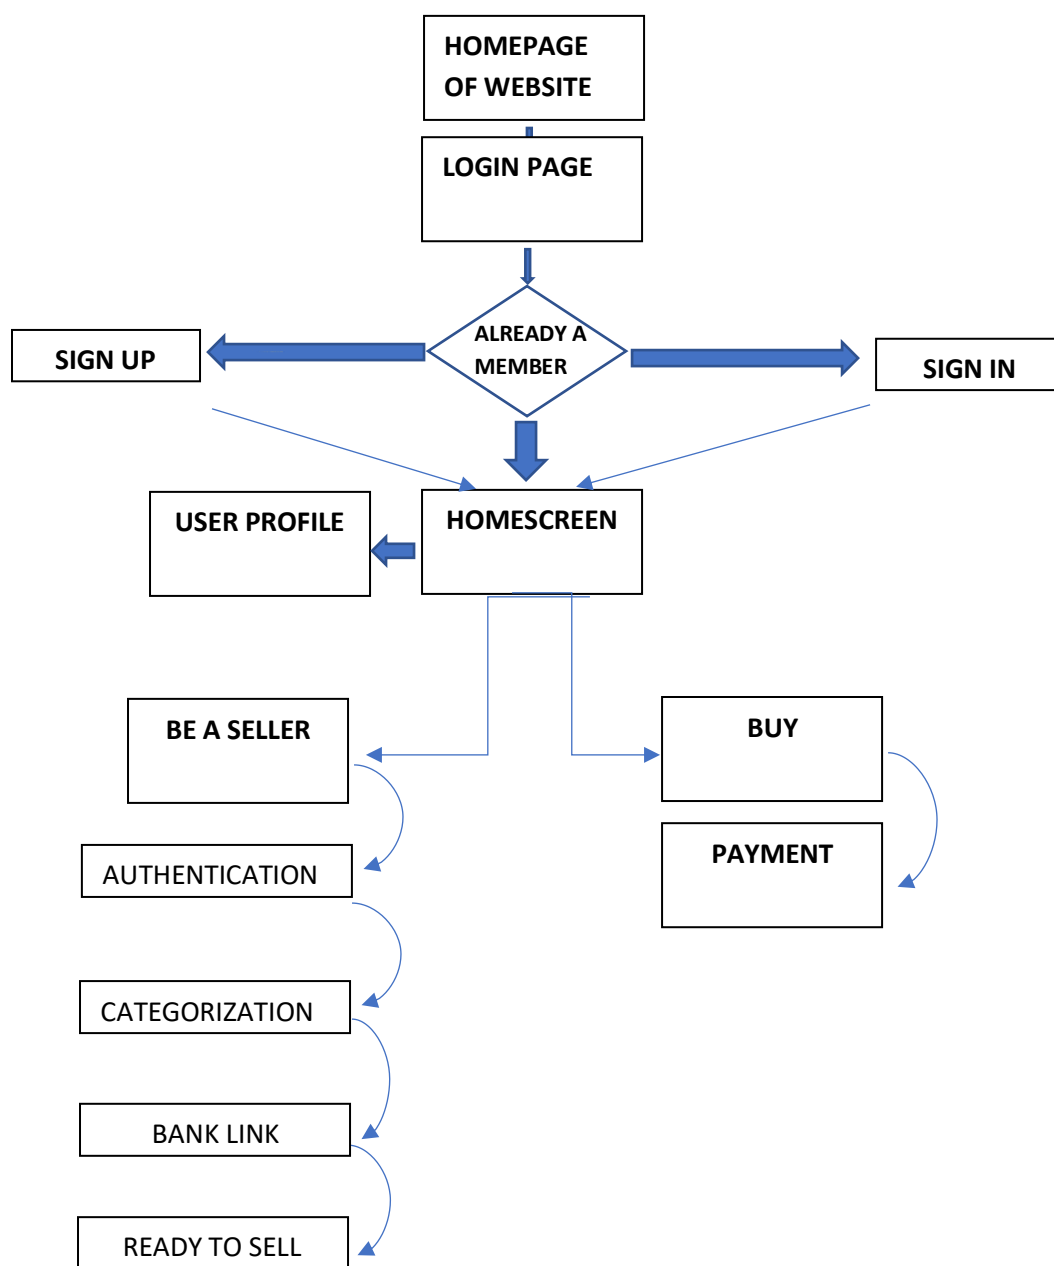 HOMEPAGE
OF WEBSITE
LOGIN PAGE
ALREADY A
MEMBER
SIGN UP
SIGN IN
USER PROFILE
HOMESCREEN
BE A SELLER
BUY
PAYMENT
AUTHENTICATION
CATEGORIZATION
BANK LINK
READY TO SELL